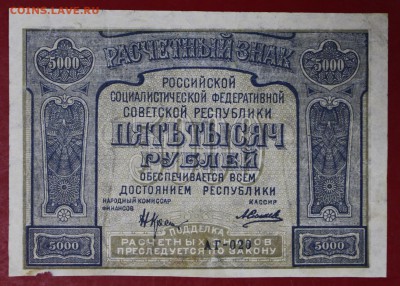 COINS.LAVE.RU
РАСЧЕТНЫЙ ЗНАК
5000 5000
РОССИЙСКОЙ
СОЦИАЛИСТИЧЕСКОЙ ФЕДЕРАТИВНОЙ
СОВЕТСКОЙ РЕСПУБЛИКИ
ПЯТЬ ТЫСЯЧ
РУБЛЕЙ
ОБЕСПЕЧИВАЕТСЯ ВСЕМ
ДОСТОЯНИЕМ РЕСПУБЛИКИ
НАРОДНЫЙ КОМИССАР КАССИР
ФИНАНСОВ
ПОДДЕЛКА
РАСЧЕТНЫХ
5000 ПРЕСЛЕДУЕТСЯ ПО ЗАКОНУ 5000